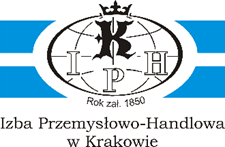 K
I P H
Rok zał. 1850
Izba Przemysłowo-Handlowa
w Krakowie